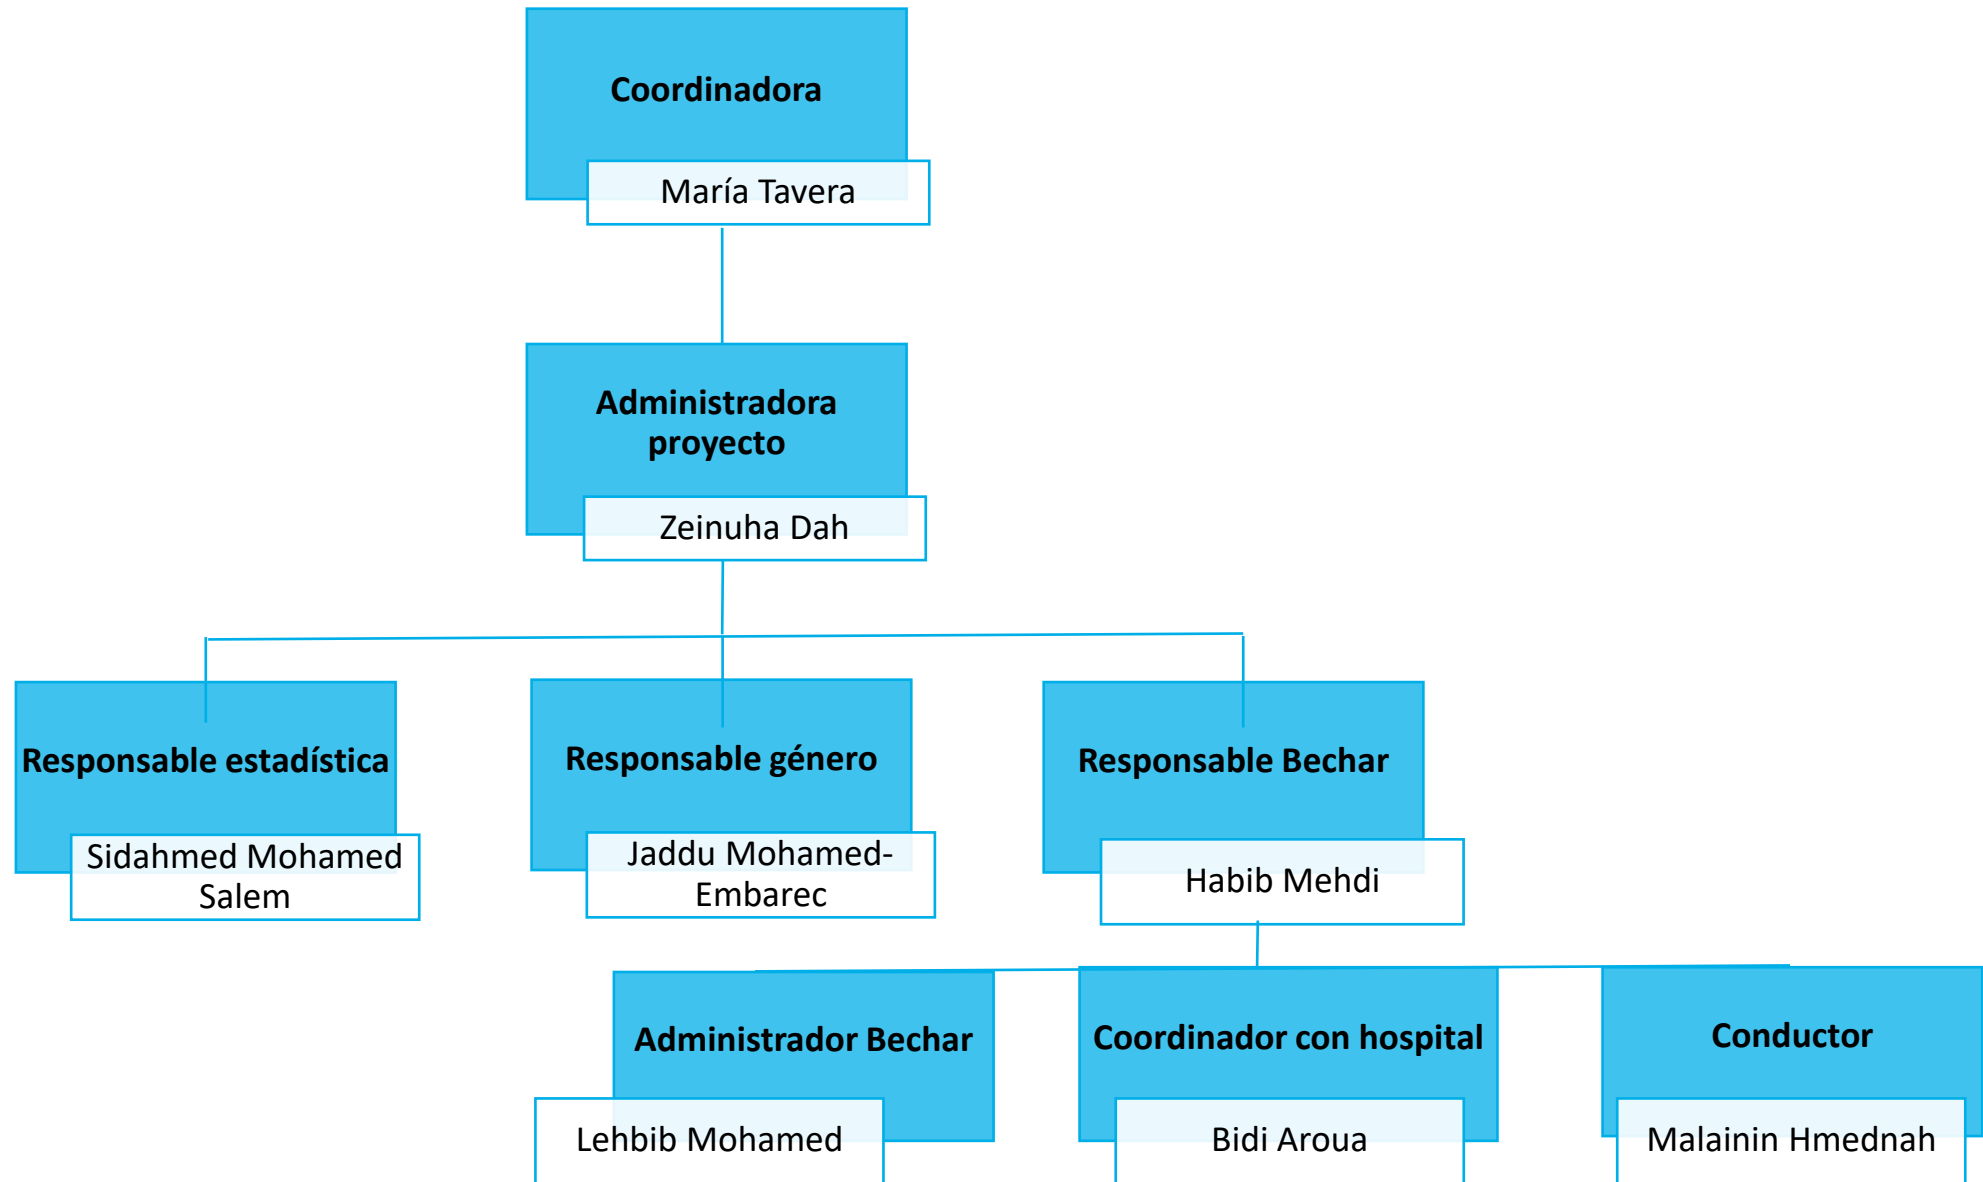 Coordinadora
María Tavera
Administradora
proyecto
Zeinuha Dah
Responsable estadística
Sidahmed Mohamed
Salem
Responsable género
Jaddu Mohamed-
Embarec
Responsable Bechar
Habib Mehdi
Administrador Bechar
Lehbib Mohamed
Coordinador con hospital
Bidi Aroua
Conductor
Malainin Hmednah